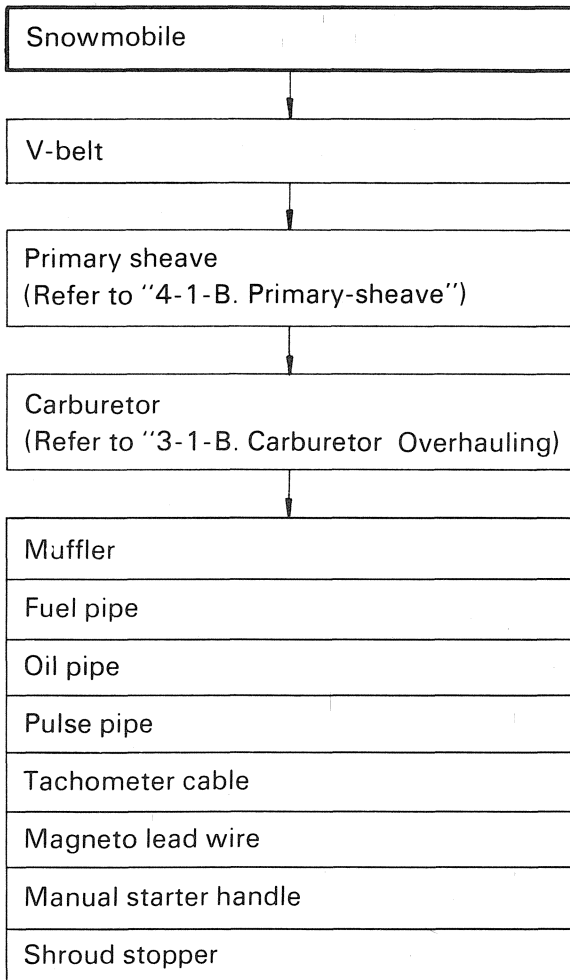 Snowmobile
V-belt
Primary sheave
(Refer to ‘‘4-1-B. Primary-sheave’’)
Carburetor
(Refer to ‘‘3-1-B. Carburetor Overhauling)
Muffler
Fuel pipe
Oil pipe
Pulse pipe
Tachometer cable
Magneto lead wire
Manual starter handle
Shroud stopper